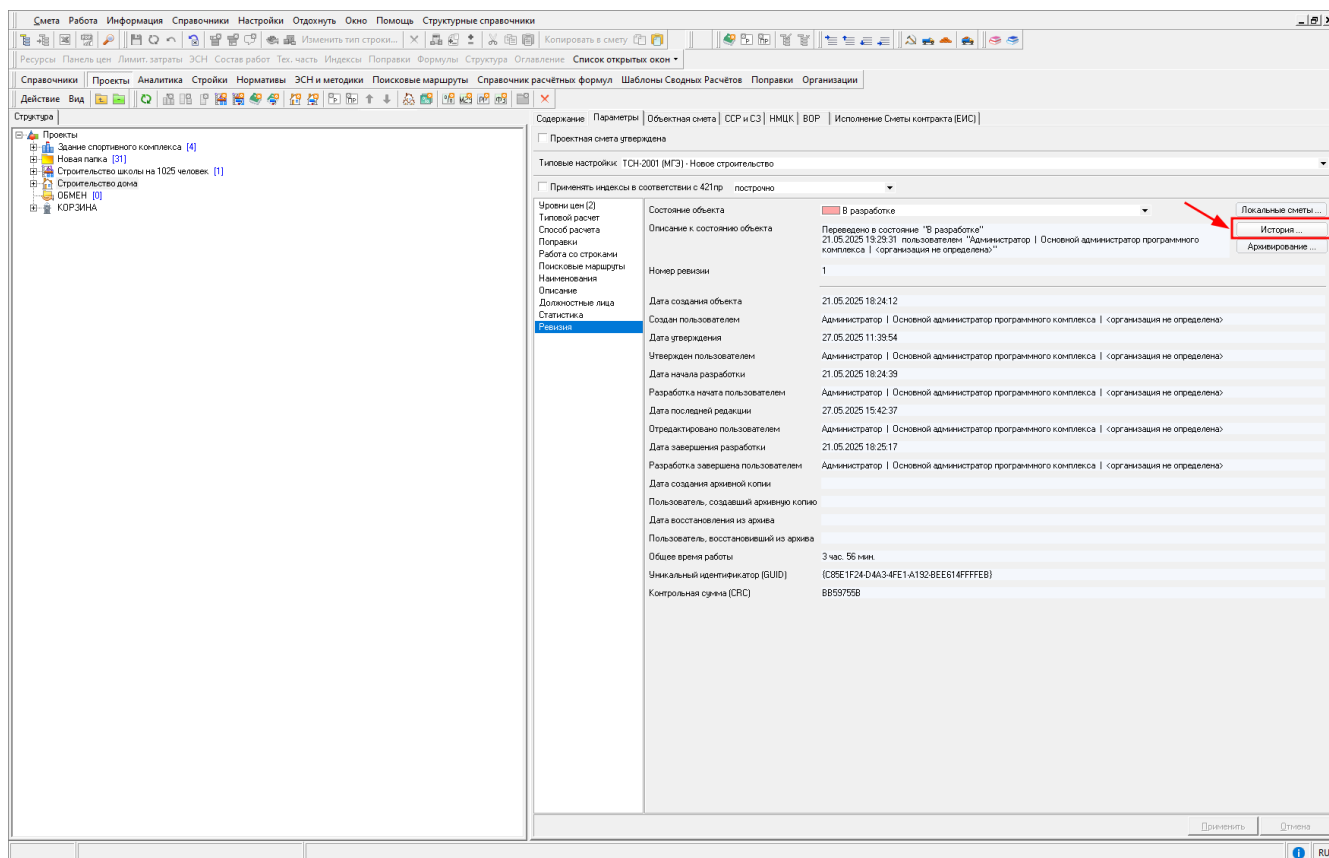 Смета Работа Информация Справочники Настройки Отдохнуть Окно Помощь Структурные справочники
Изменить тип строки... Копировать в смету
Ресурсы Панель цен Лимит. затраты ЭСН Состав работ Тех. часть Индексы Поправки Формулы Структура Оглавление Список открытых окон
Справочники Проекты Аналитика Стройки Нормативы ЭСН и методики Поисковые маршруты Справочник расчётных формул Шаблоны Сводных Расчётов Поправки Организации
Действие Вид
Структура
Проекты
Здание спортивного комплекса [4]
Новая папка [31]
Строительство школы на 1025 человек [1]
Строительство дома
ОБМЕН [0]
КОРЗИНА
Содержание Параметры Объектная смета ССР и СЗ НМЦК ВОР Исполнение Сметы контракта (ЕИС)
Проектная смета утверждена
Типовые настройки: ТСН-2001 (МГЭ) - Новое строительство
Применять индексы в соответствии с 421пр построчно
Уровни цен (2)
Типовой расчет
Способ расчета
Поправки
Работа со строками
Поисковые маршруты
Наименования
Описание
Должностные лица
Статистика
Ревизия
Состояние объекта В разработке
Локальные сметы ...
История ...
Архивирование ...
Описание к состоянию объекта Переведено в состояние "В разработке"
21.05.2025 19:29:31 пользователем "Администратор | Основной администратор программного
комплекса | <организация не определена>"
Номер ревизии 1
Дата создания объекта 21.05.2025 18:24:12
Создан пользователем Администратор | Основной администратор программного комплекса | <организация не определена>
Дата утверждения 27.05.2025 11:39:54
Утвержден пользователем Администратор | Основной администратор программного комплекса | <организация не определена>
Дата начала разработки 21.05.2025 18:24:39
Разработка начата пользователем Администратор | Основной администратор программного комплекса | <организация не определена>
Дата последней редакции 27.05.2025 15:42:37
Отредактировано пользователем Администратор | Основной администратор программного комплекса | <организация не определена>
Дата завершения разработки 21.05.2025 18:25:17
Разработка завершена пользователем Администратор | Основной администратор программного комплекса | <организация не определена>
Дата создания архивной копии
Пользователь, создавший архивную копию
Дата восстановления из архива
Пользователь, восстановивший из архива
Общее время работы 3 час. 56 мин.
Уникальный идентификатор (GUID) {C85E1F24-D4A3-4FE1-A192-BEE614FFFFEB}
Контрольная сумма (CRC) BB59755B
Применить Отмена
RU